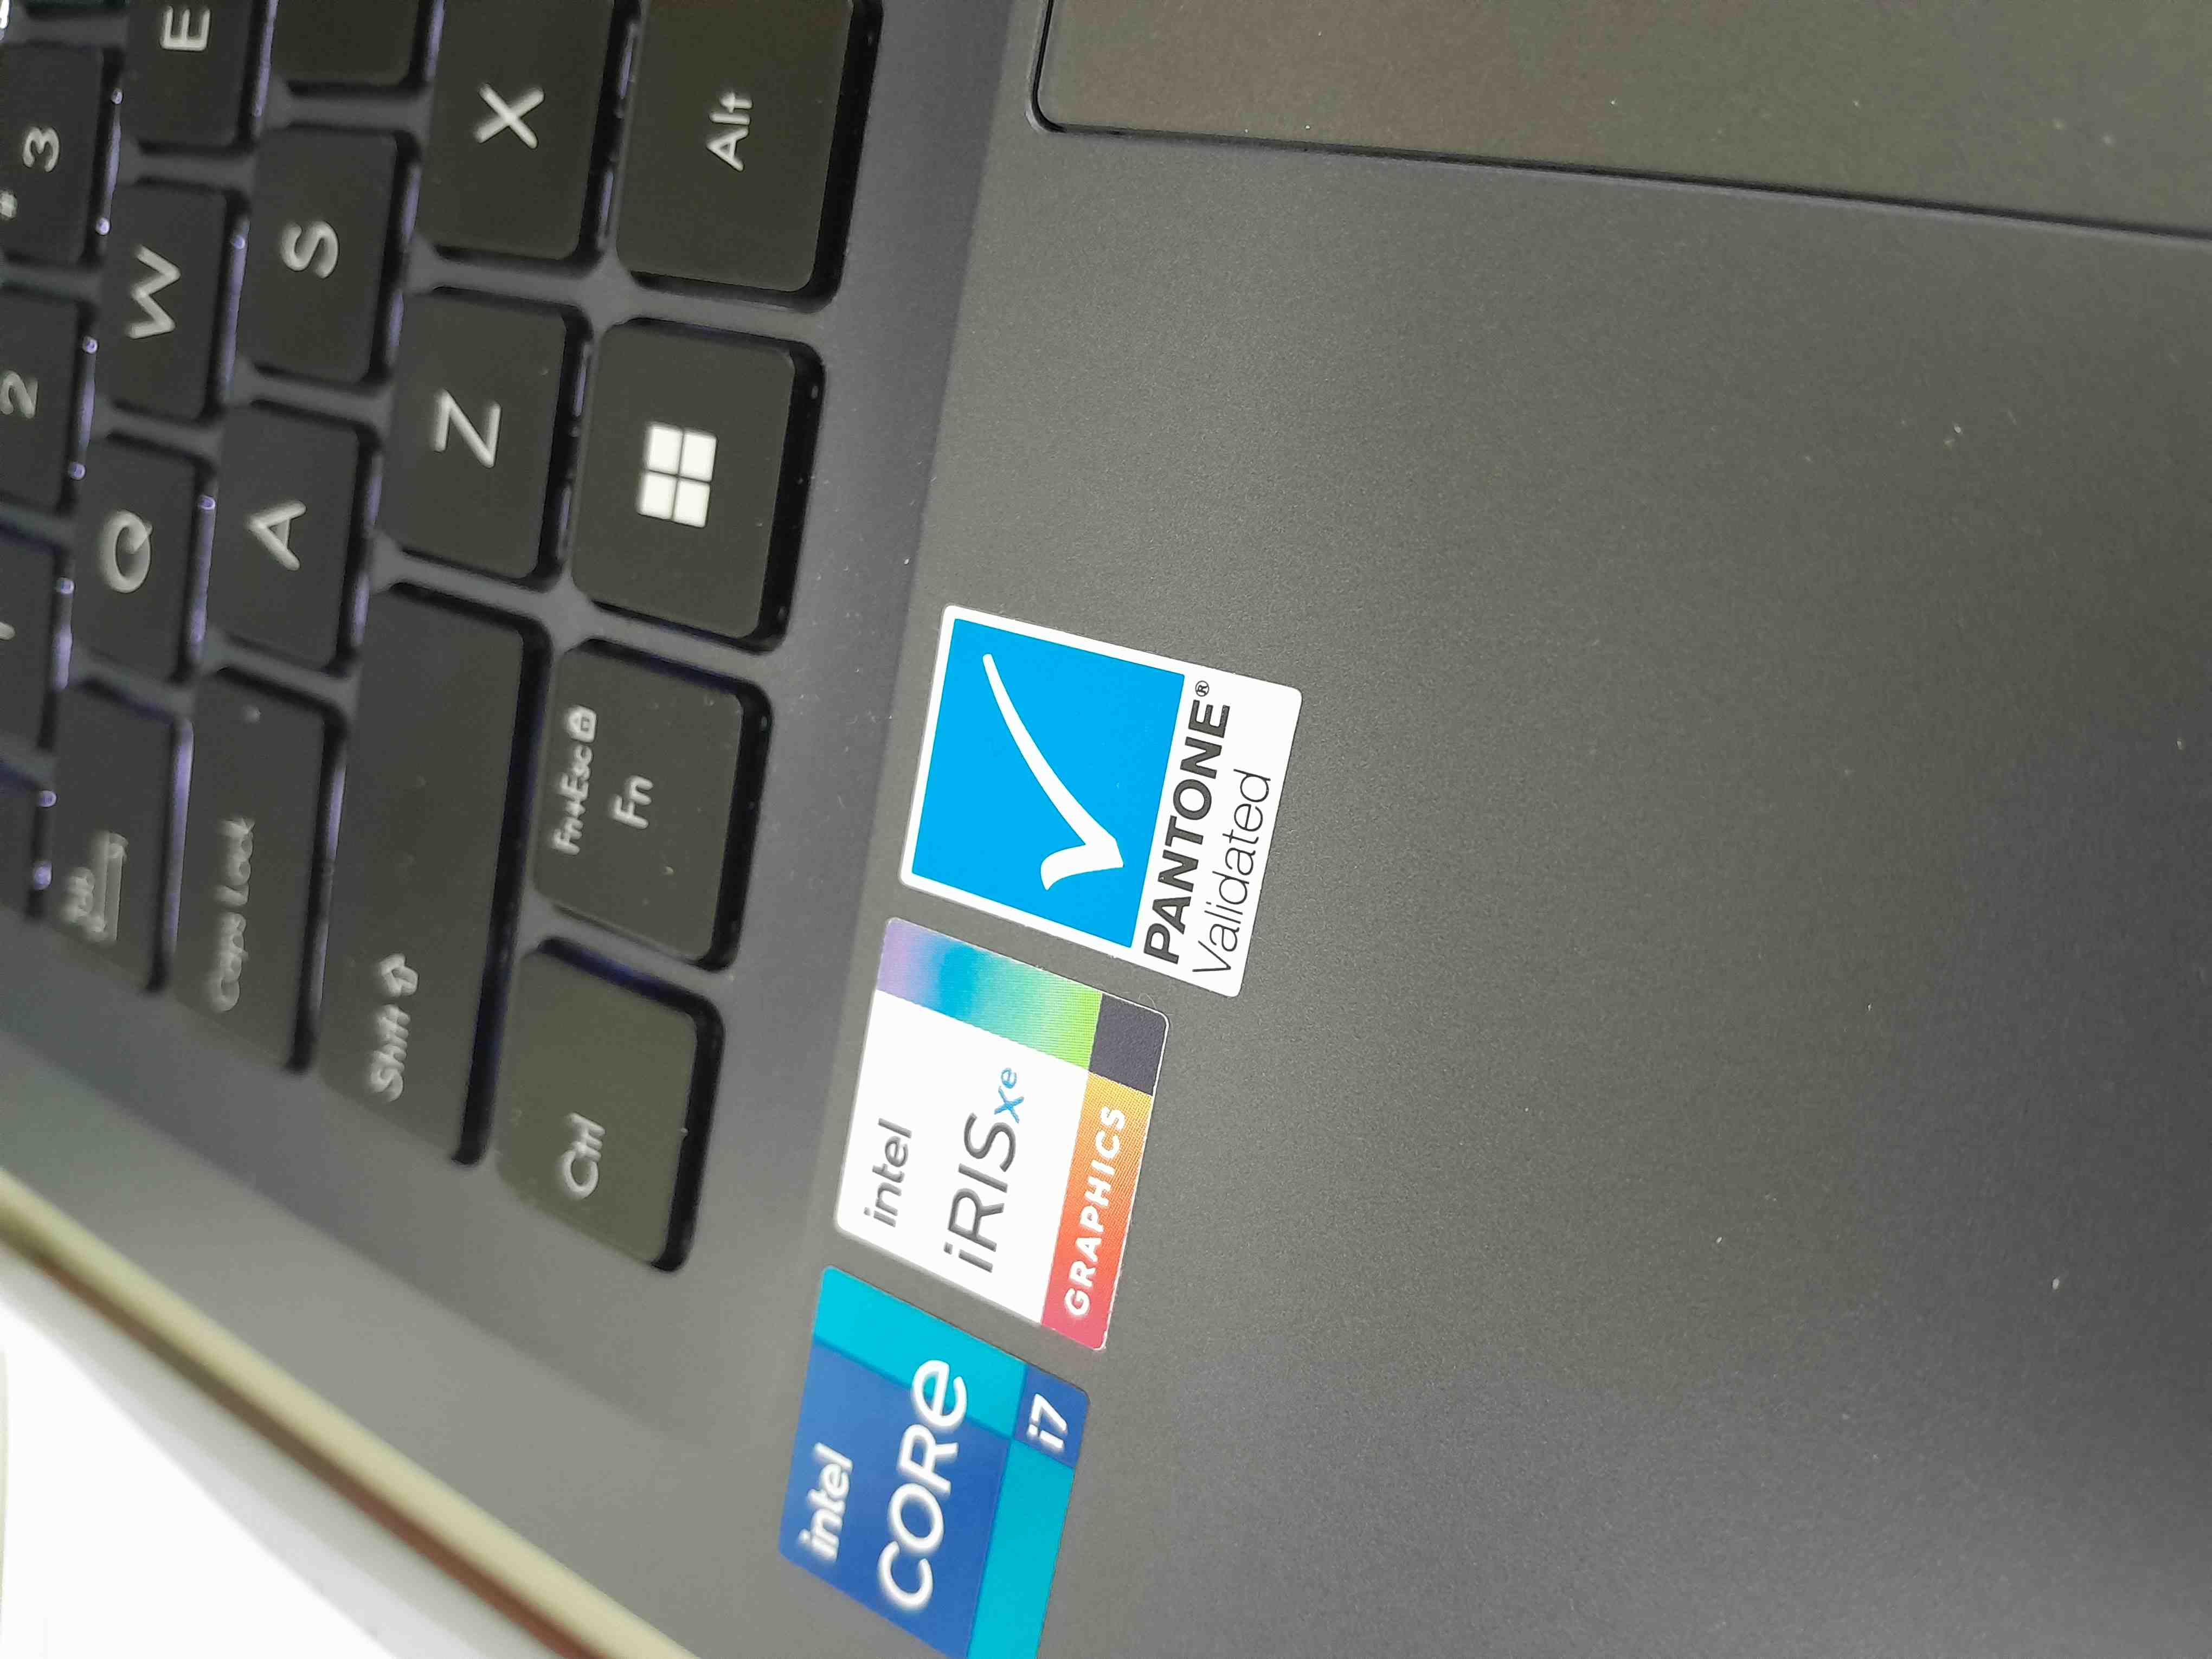 2
3
Tab
Q
W
E
Caps Lock
A
S
Shift
Z
X
Ctrl
Fn+Esc
Fn
Alt
intel
CORe
i7
intel
iRISxe
GRAPHICS
PANTONE®
Validated